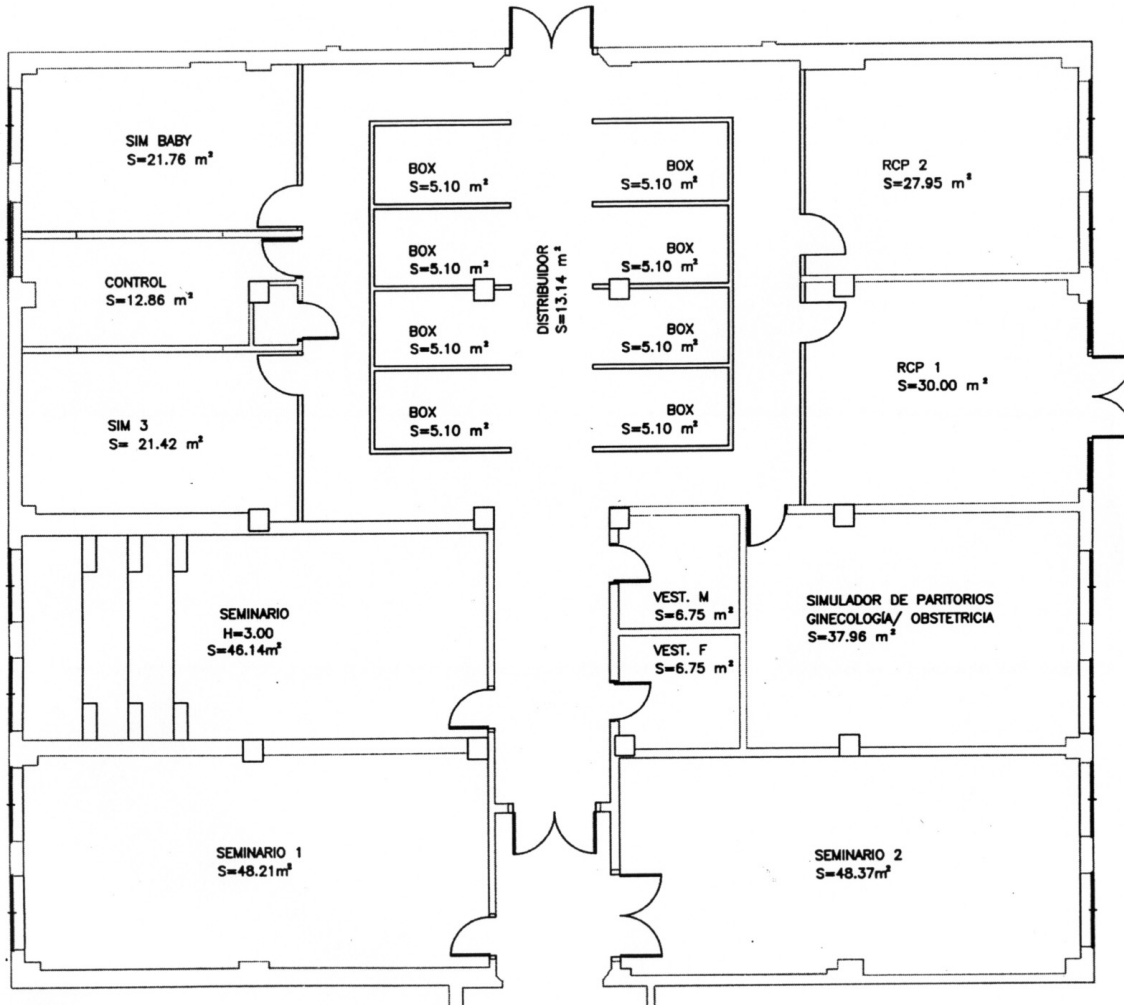 SIM BABY
S=21.76 m²
CONTROL
S=12.86 m²
SIM 3
S= 21.42 m²
BOX
S=5.10 m²
BOX
S=5.10 m²
BOX
S=5.10 m²
BOX
S=5.10 m²
DISTRIBUIDOR
S=13.14 m²
BOX
S=5.10 m²
BOX
S=5.10 m²
BOX
S=5.10 m²
BOX
S=5.10 m²
RCP 2
S=27.95 m²
RCP 1
S=30.00 m²
SEMINARIO
H=3.00
S=46.14m²
VEST. M
S=6.75 m²
VEST. F
S=6.75 m²
SIMULADOR DE PARITORIOS
GINECOLOGÍA/ OBSTETRICIA
S=37.96 m²
SEMINARIO 1
S=48.21m²
SEMINARIO 2
S=48.37m²